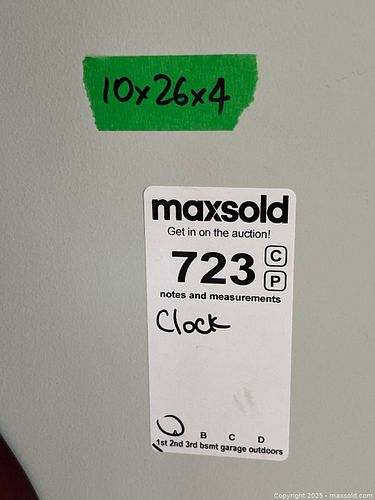 10x26x4
maxsold
Get in on the auction!
723 C
P
notes and measurements
Clock
B C D
1st 2nd 3rd bsmt garage outdoors
Copyright 2025 - maxsold.com